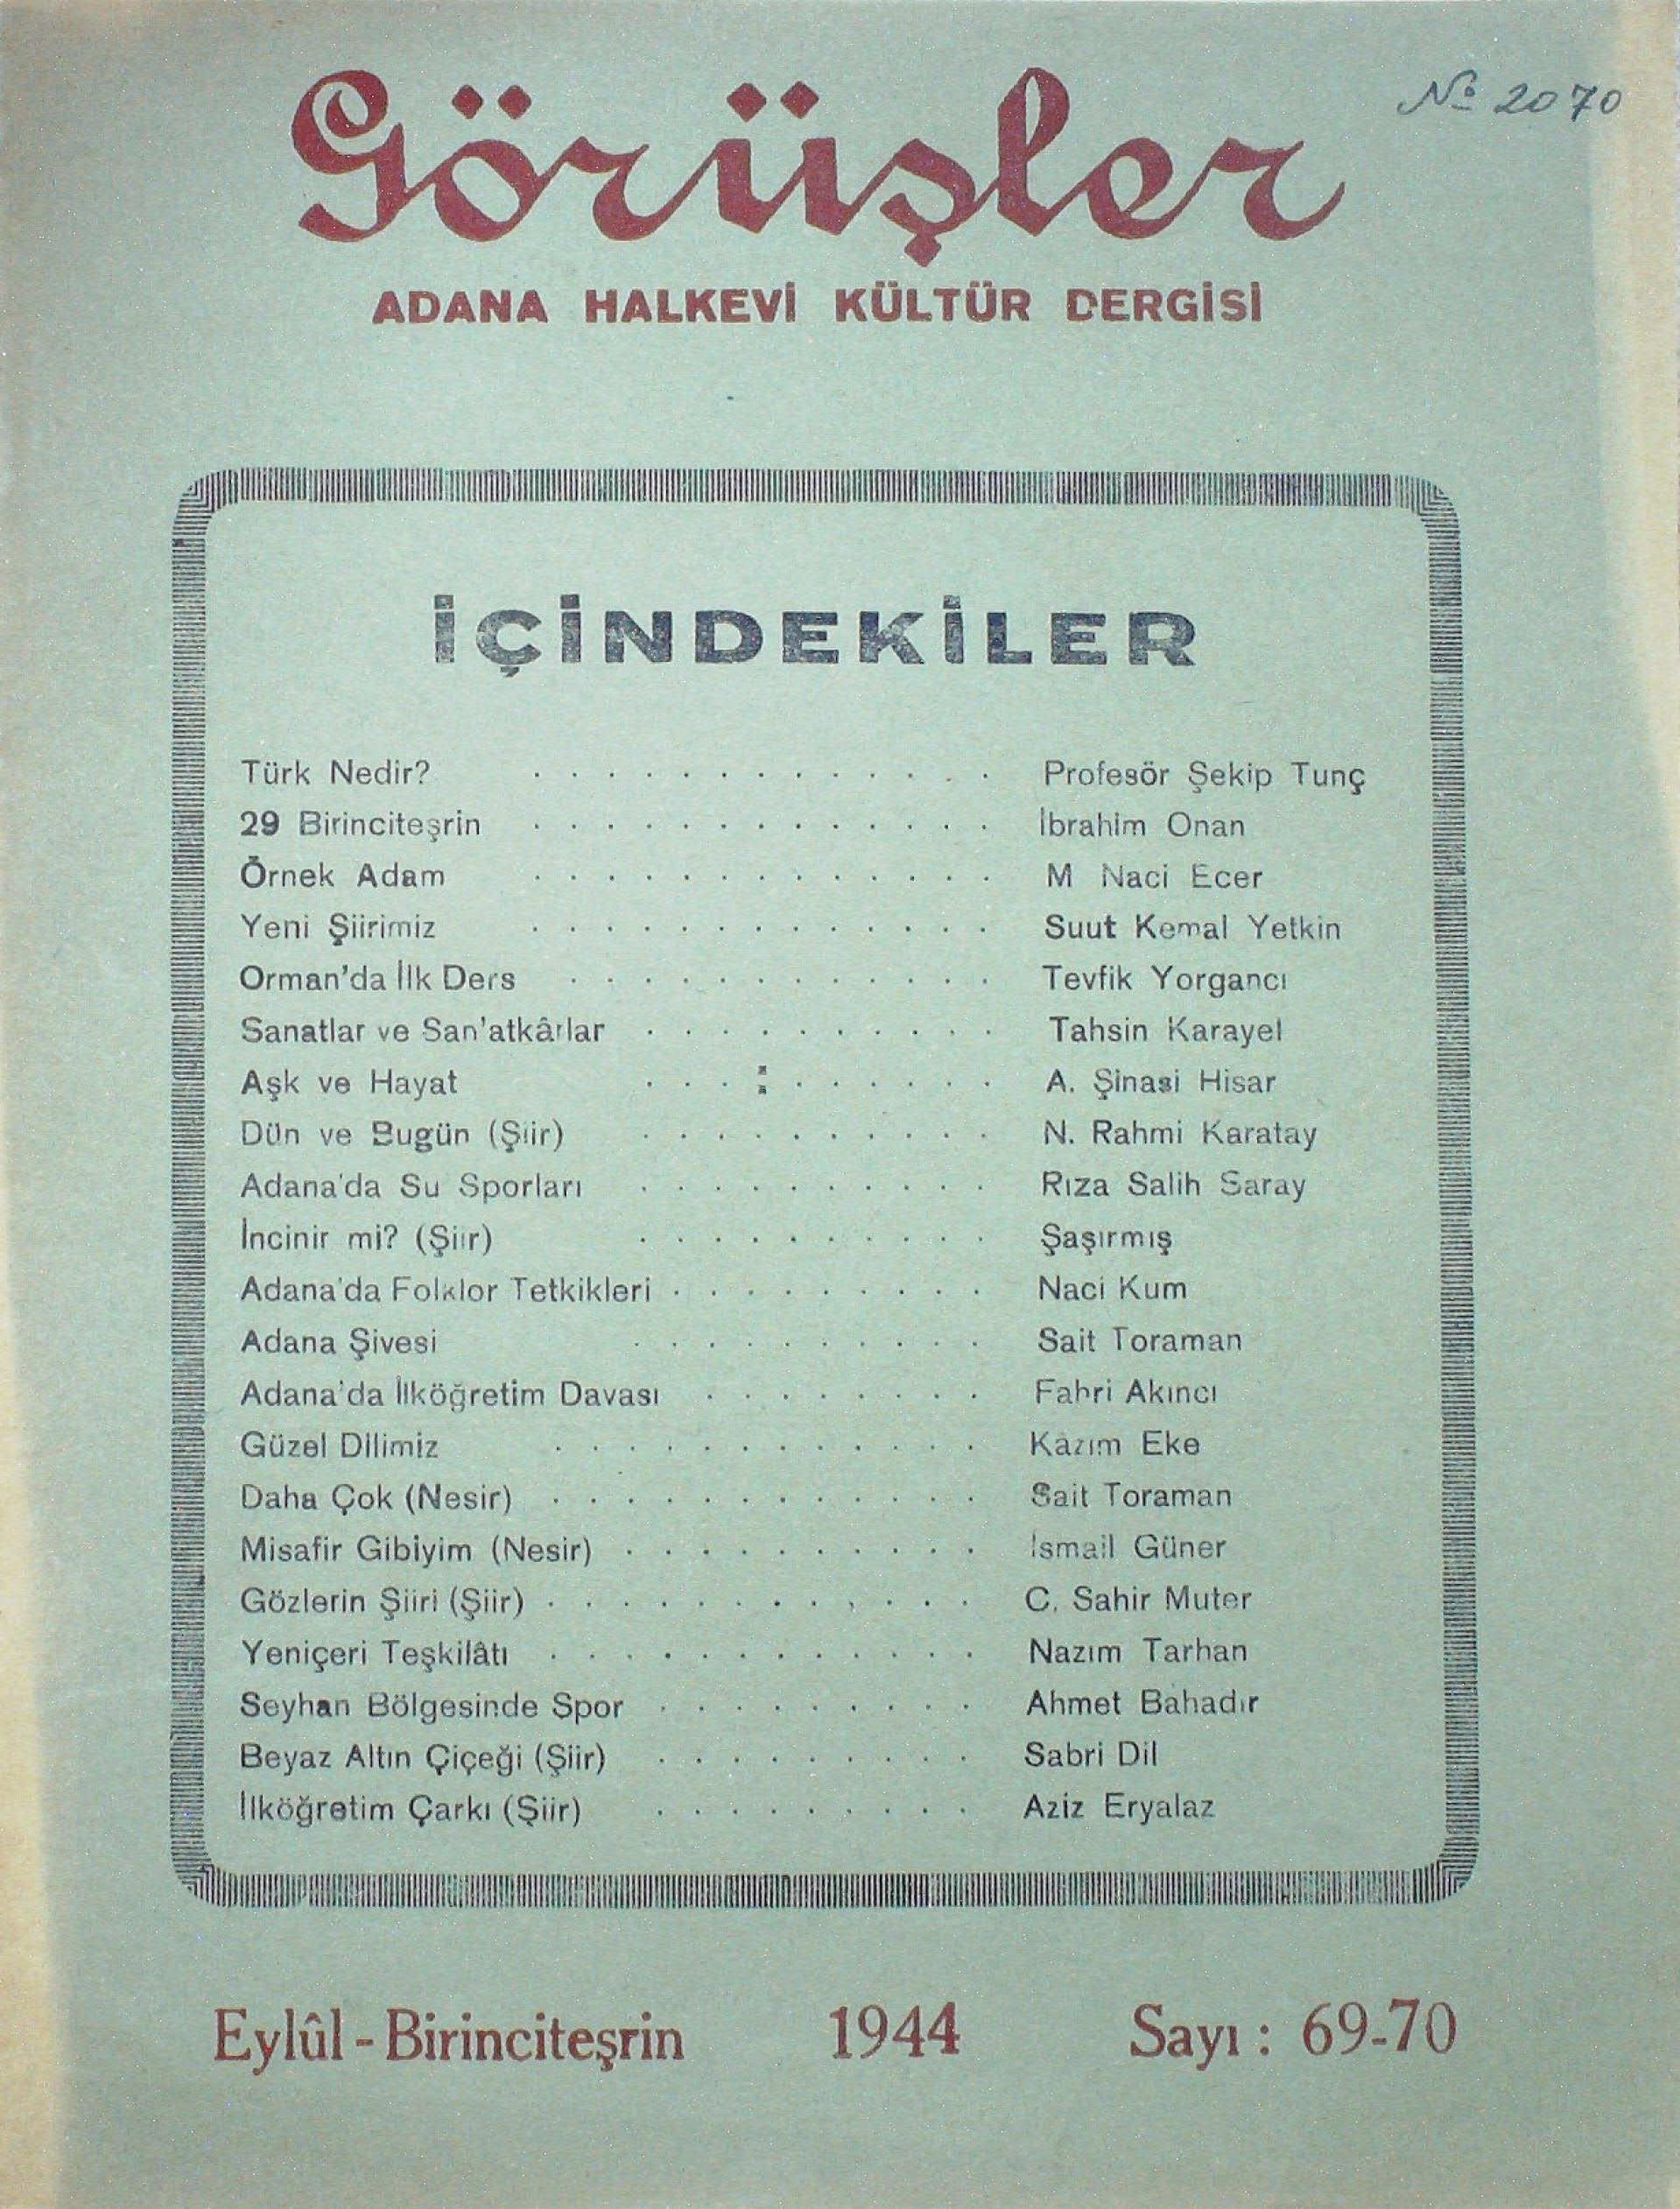 Görüşler
№ 2070
ADANA HALKEVİ KÜLTÜR DERGİSİ
İÇİNDEKİLER
Türk Nedir? . . . . . . . . . . . . . Profesör Şekip Tunç
29 Birinciteşrin . . . . . . . . . . . . . İbrahim Onan
Örnek Adam . . . . . . . . . . . . . M Naci Ecer
Yeni Şiirimiz . . . . . . . . . . . . . Suut Kemal Yetkin
Orman'da İlk Ders . . . . . . . . . . . . Tevfik Yorgancı
Sanatlar ve San'atkârlar . . . . . . . . . . Tahsin Karayel
Aşk ve Hayat . . . : . . . . . . A. Şinasi Hisar
Dün ve Bugün (Şiir) . . . . . . . . . . N. Rahmi Karatay
Adana'da Su Sporları . . . . . . . . . . Rıza Salih Saray
İncinir mi? (Şiir) . . . . . . . . . . Şaşırmış
Adana'da Folklor Tetkikleri . . . . . . . . . Naci Kum
Adana Şivesi . . . . . . . . . . Sait Toraman
Adana'da İlköğretim Davası . . . . . . . . Fahri Akıncı
Güzel Dilimiz . . . . . . . . . . . . Kâzım Eke
Daha Çok (Nesir) . . . . . . . . . . . . Sait Toraman
Misafir Gibiyim (Nesir) . . . . . . . . . . İsmail Güner
Gözlerin Şiiri (Şiir) . . . . . . . . . . . . C. Sahir Muter
Yeniçeri Teşkilâtı . . . . . . . . . . . . Nazım Tarhan
Seyhan Bölgesinde Spor . . . . . . . . . Ahmet Bahadır
Beyaz Altın Çiçeği (Şiir) . . . . . . . . . Sabri Dil
İlköğretim Çarkı (Şiir) . . . . . . . . . Aziz Eryalaz
Eylûl - Birinciteşrin 1944 Sayı : 69-70